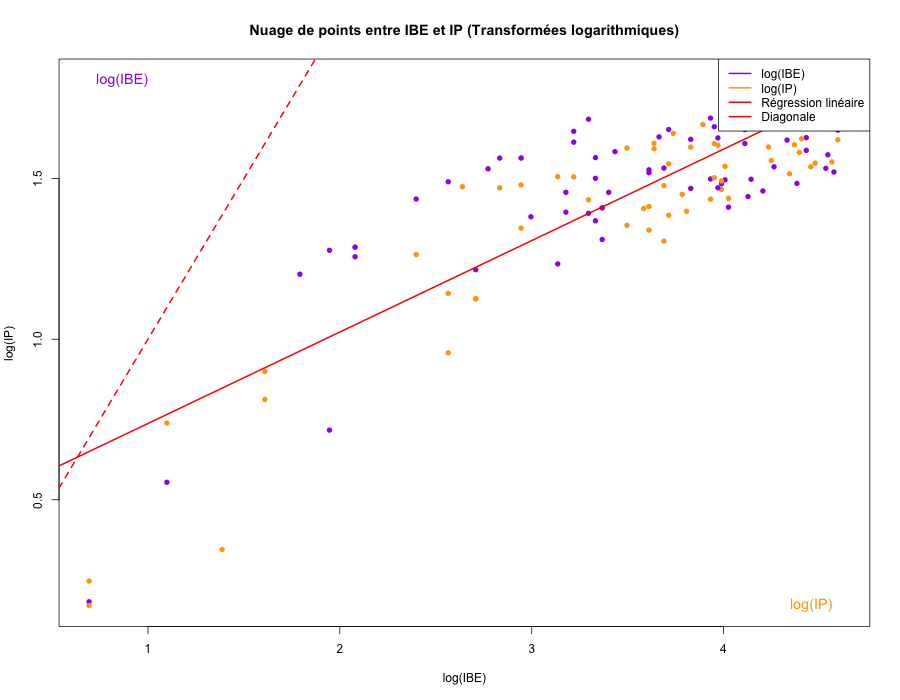 Nuage de points entre IBE et IP (Transformées logarithmiques)
log(IBE)
log(IBE)
log(IP)
Régression linéaire
Diagonale
1.5
1.0
0.5
log(IP)
log(IP)
1 2 3 4
log(IBE)